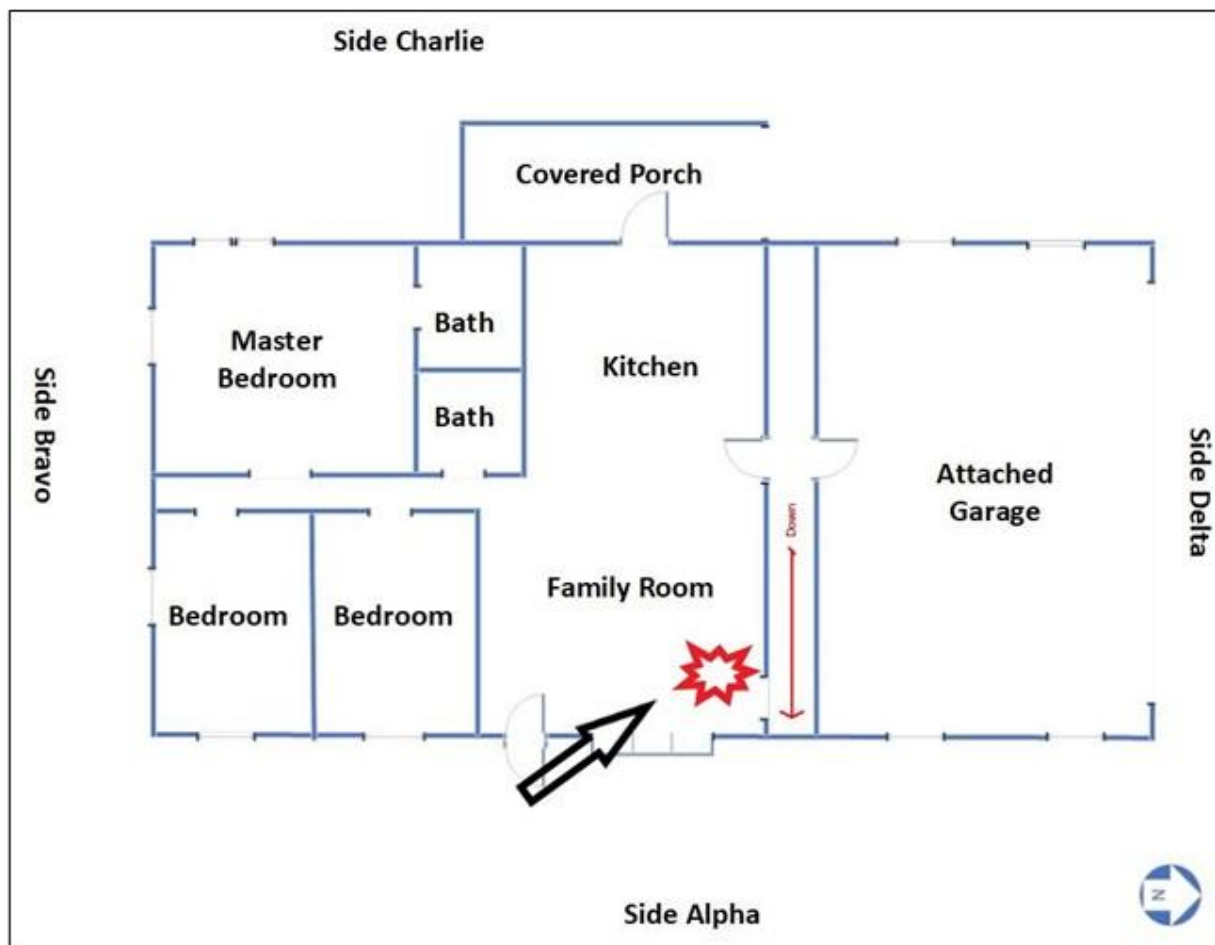 Side Charlie
Covered Porch
Master
Bedroom
Bath
Bath
Kitchen
Side Bravo
Attached
Garage
Side Delta
Down
Family Room
Bedroom
Bedroom
Side Alpha
N